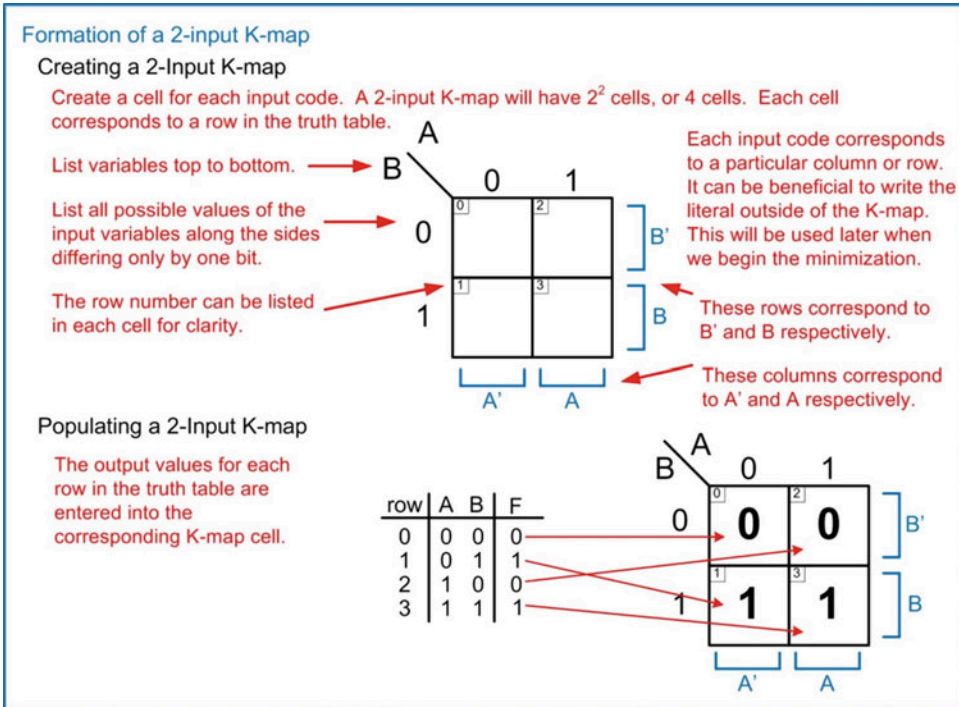 Formation of a 2-input K-map
Creating a 2-Input K-map
Create a cell for each input code.  A 2-input K-map will have 2² cells, or 4 cells.  Each cell
corresponds to a row in the truth table.
List variables top to bottom.
List all possible values of the
input variables along the sides
differing only by one bit.
The row number can be listed
in each cell for clarity.
A
B
0 1
0 2
0
B'
1 3
1
B
A' A
Each input code corresponds
to a particular column or row.
It can be beneficial to write the
literal outside of the K-map.
This will be used later when
we begin the minimization.
These rows correspond to
B' and B respectively.
These columns correspond
to A' and A respectively.
Populating a 2-Input K-map
The output values for each
row in the truth table are
entered into the
corresponding K-map cell.
row A B F
0 0 0 0
1 0 1 1
2 1 0 0
3 1 1 1
A
B
0 1
0 2
0 0 0 B'
1 3
1 1 1 B
A' A